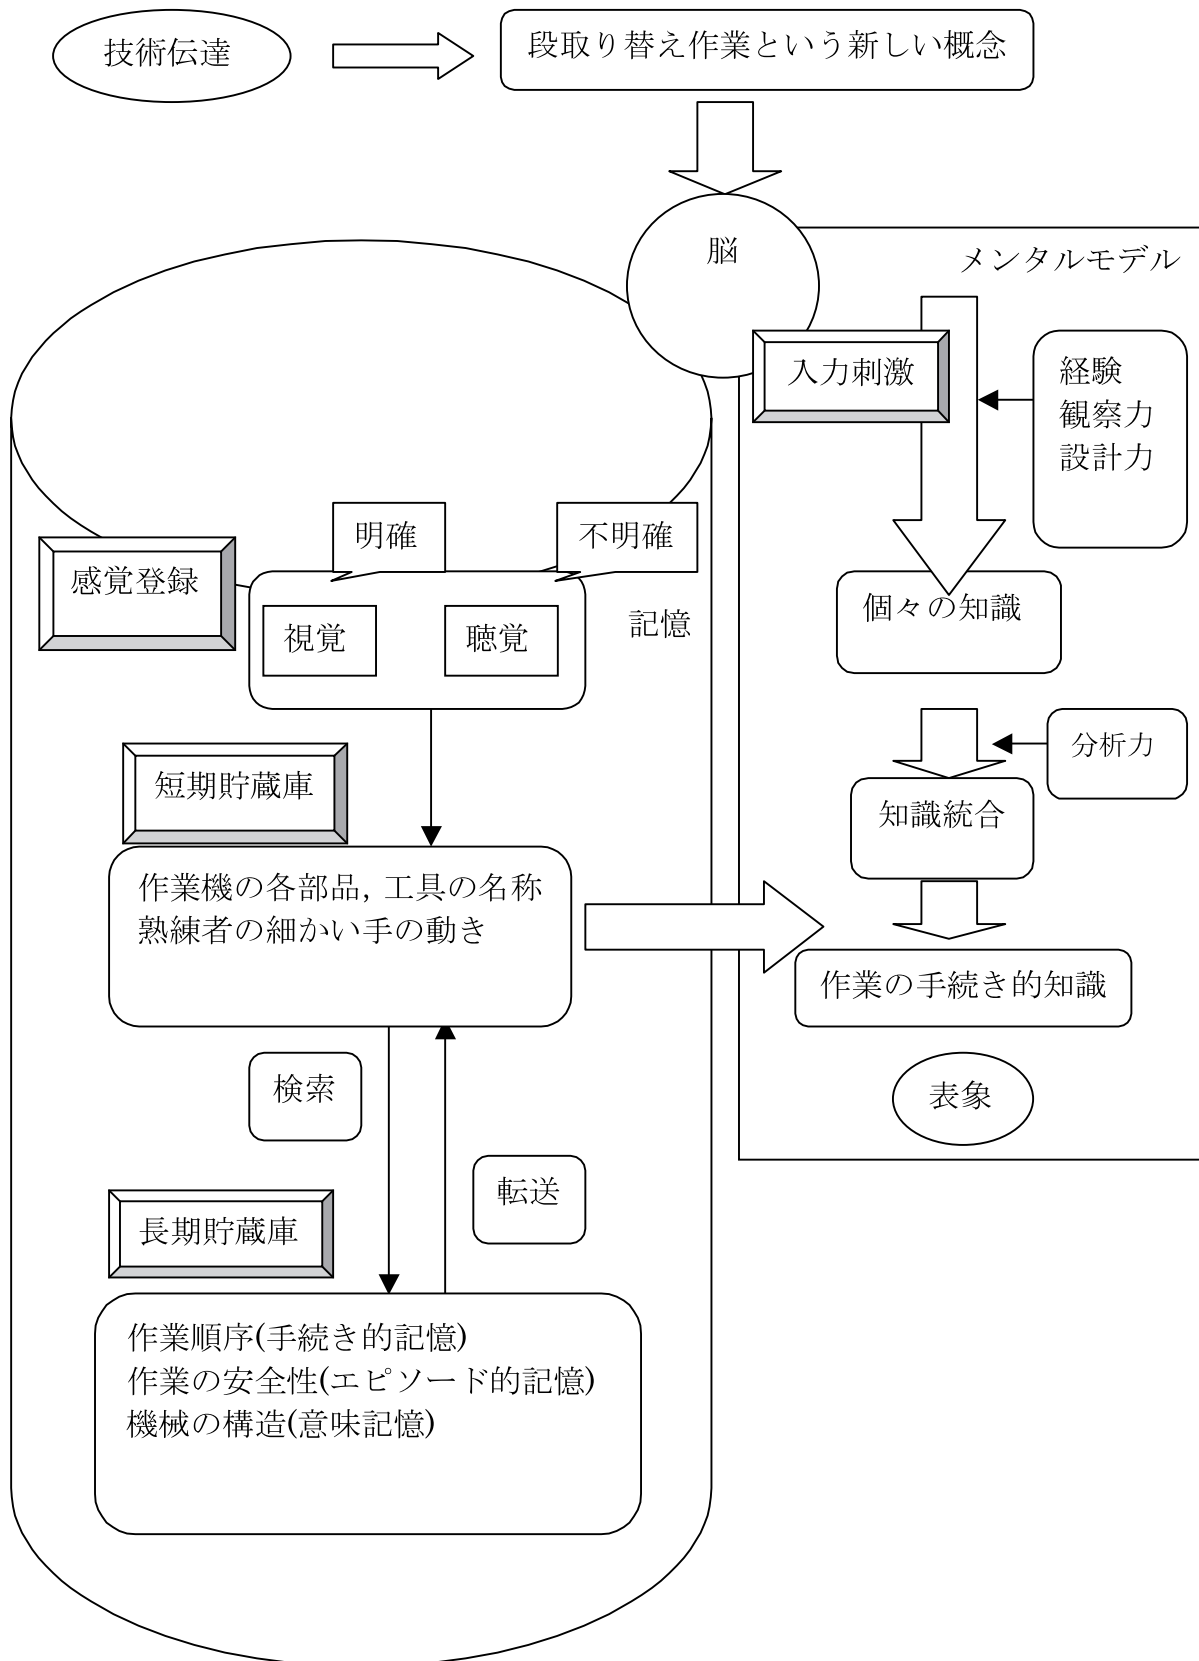 技術伝達
段取り替え作業という新しい概念
脳
メンタルモデル
入力刺激
経験
観察力
設計力
明確
不明確
感覚登録
視覚
聴覚
記憶
個々の知識
分析力
短期貯蔵庫
知識統合
作業機の各部品, 工具の名称
熟練者の細かい手の動き
作業の手続き的知識
検索
表象
転送
長期貯蔵庫
作業順序(手続き的記憶)
作業の安全性(エピソード的記憶)
機械の構造(意味記憶)